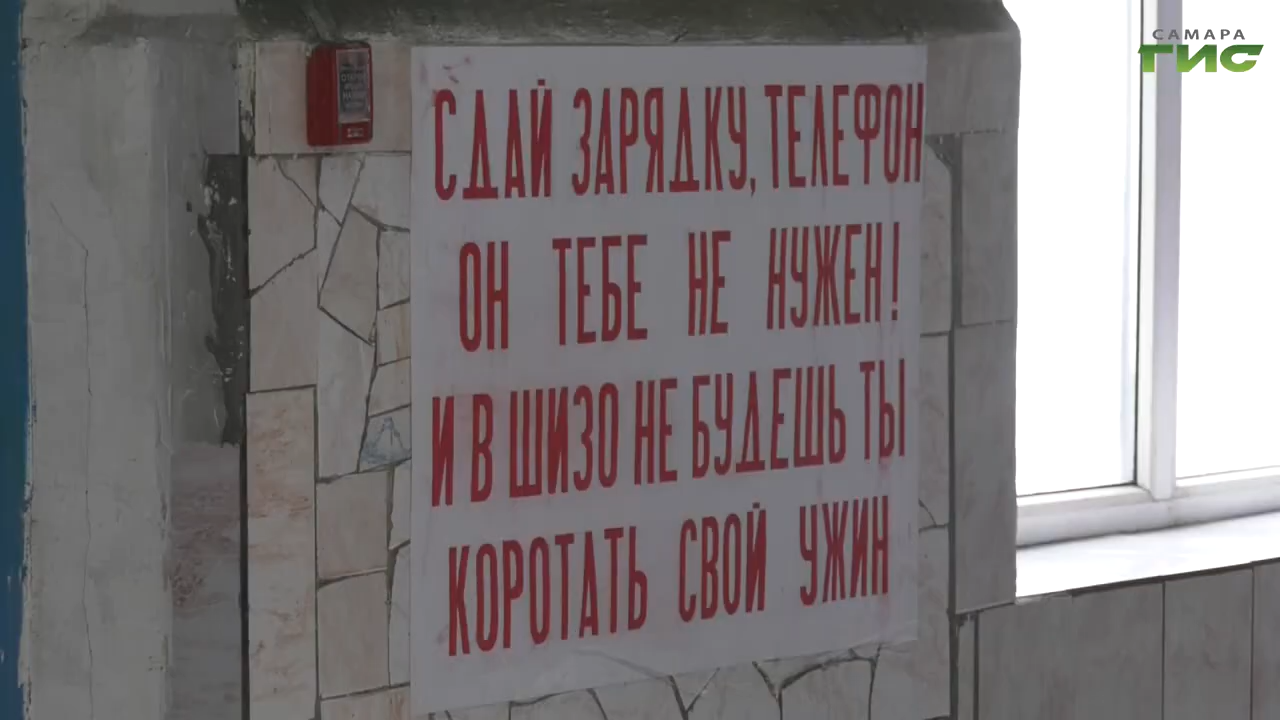 САМАРА
ГИС
СДАЙ ЗАРЯДКУ, ТЕЛЕФОН
ОН ТЕБЕ НЕ НУЖЕН!
И В ШИЗО НЕ БУДЕШЬ ТЫ
КОРОТАТЬ СВОЙ УЖИН